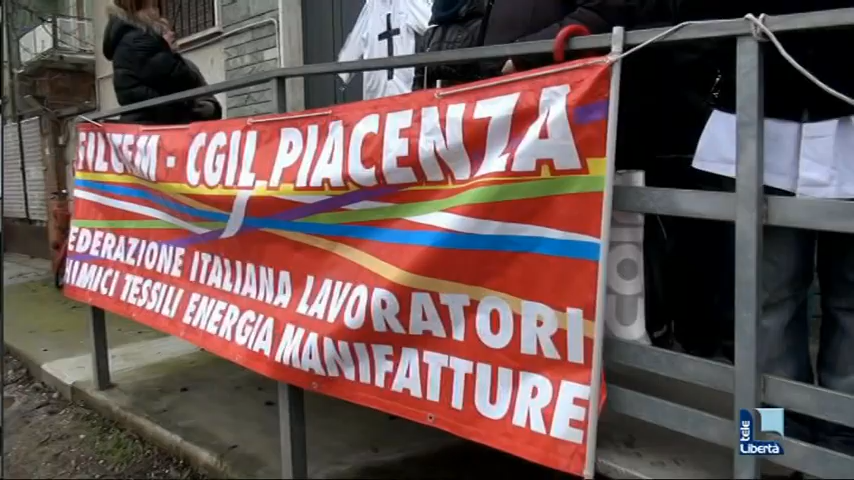 FILCTEM - CGIL PIACENZA
FEDERAZIONE ITALIANA LAVORATORI
CHIMICI TESSILI ENERGIA MANIFATTURE
tele
Libertà